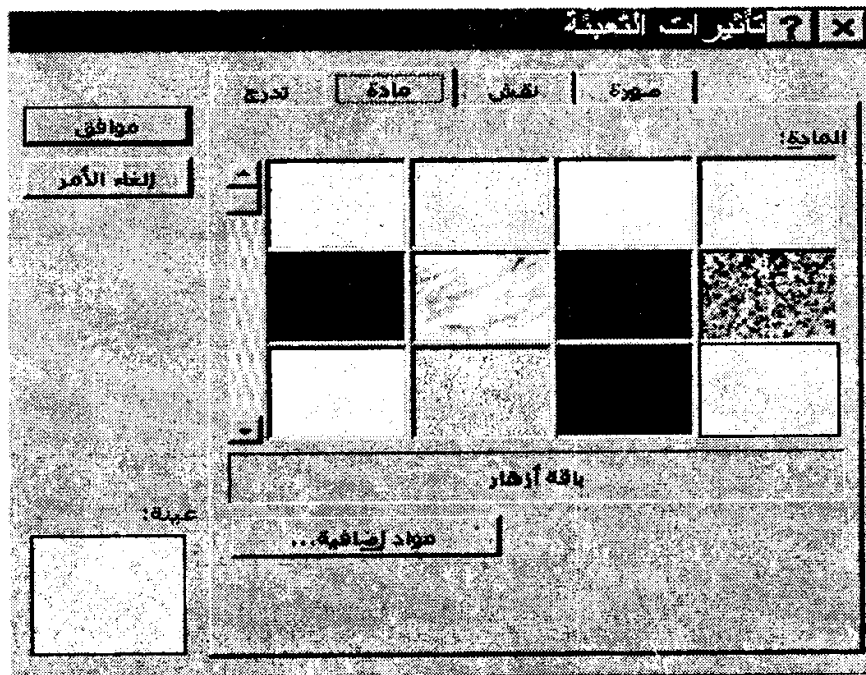 تأثيرات التعبئة
تدرج مادة نقش صورة
موافق
إلغاء الأمر
المادة:
باقة أزهار
مواد إضافية...
عينة: